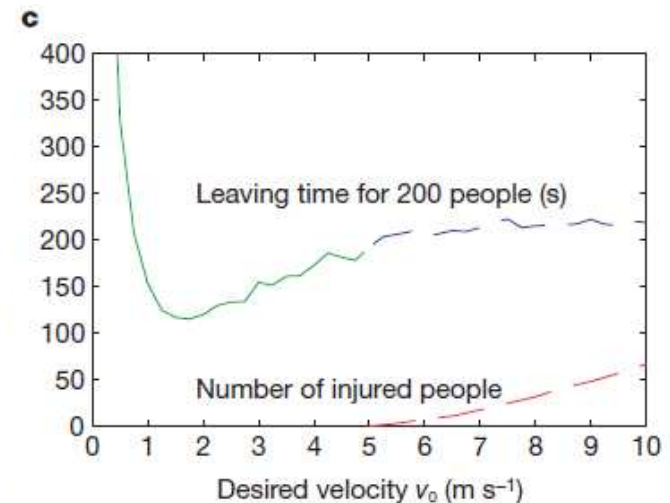 c
400
350
300
250
200
150
100
50
0
Leaving time for 200 people (s)
Number of injured people
0 1 2 3 4 5 6 7 8 9 10
Desired velocity v₀ (m s⁻¹)